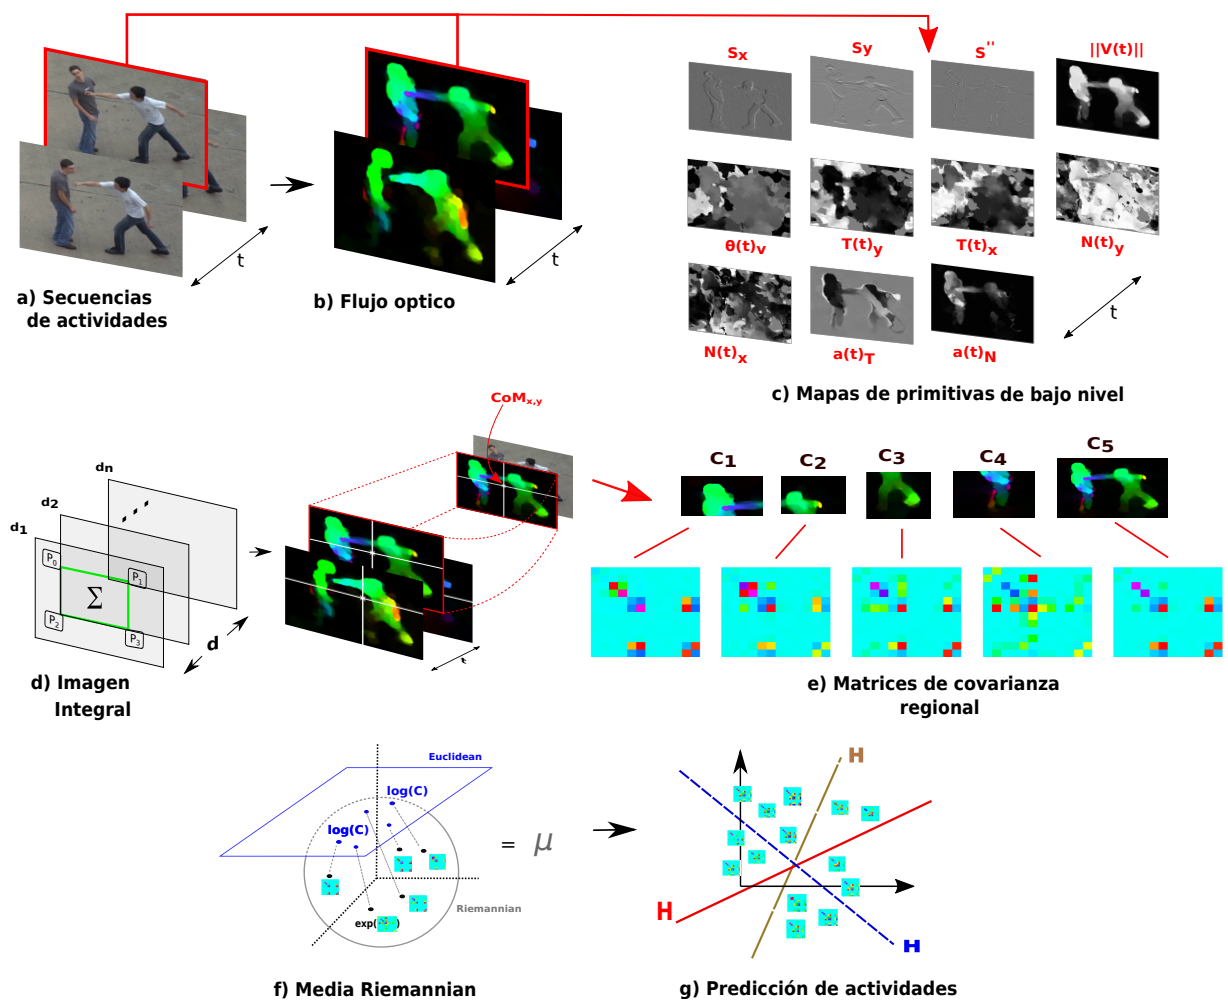 Sx
Sy
S''
||V(t)||
t
t
θ(t)v
T(t)y
T(t)x
N(t)y
a) Secuencias
de actividades
b) Flujo optico
t
N(t)x
a(t)T
a(t)N
c) Mapas de primitivas de bajo nivel
CoMx,y
dn
d2
d1
P0
P1
Σ
P2
P3
d
t
C1
C2
C3
C4
C5
d) Imagen
Integral
e) Matrices de covarianza
regional
Euclidean
log(C)
log(C)
= μ
Riemannian
exp(
H
H
H
f) Media Riemannian
g) Predicción de actividades